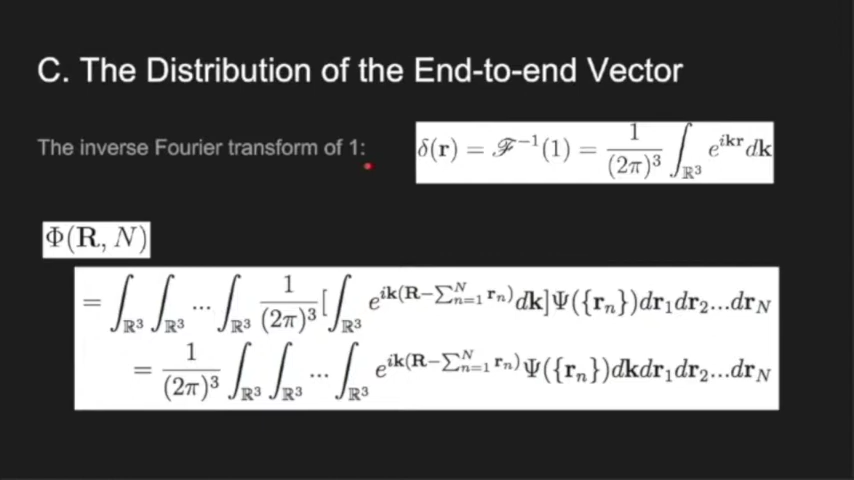 C. The Distribution of the End-to-end Vector
The inverse Fourier transform of 1:
δ(𝐫) = ℱ⁻¹(1) = 1/(2π)³ ∫_ℝ³ e^{i𝐤𝐫} d𝐤
Φ(𝐑, N)
= ∫_ℝ³ ∫_ℝ³ ... ∫_ℝ³ 1/(2π)³ [∫_ℝ³ e^{i𝐤(𝐑−∑_{n=1}^N 𝐫_n)} d𝐤]Ψ({𝐫_n})d𝐫₁d𝐫₂...d𝐫_N
= 1/(2π)³ ∫_ℝ³ ∫_ℝ³ ... ∫_ℝ³ e^{i𝐤(𝐑−∑_{n=1}^N 𝐫_n)} Ψ({𝐫_n})d𝐤d𝐫₁d𝐫₂...d𝐫_N